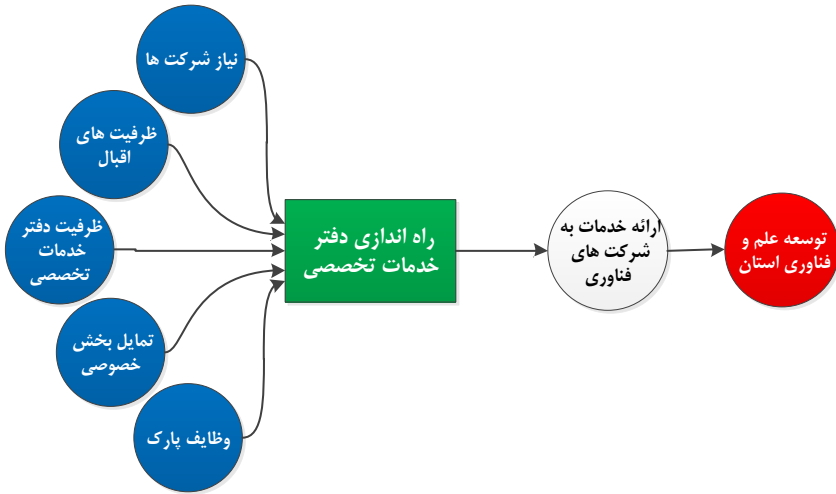 نیاز شرکت ها
ظرفیت های
اقبال
ظرفیت دفتر
خدمات
تخصصی
تمایل بخش
خصوصی
وظایف پارک
راه اندازی دفتر
خدمات تخصصی
ارائه خدمات به
شرکت های
فناوری
توسعه علم و
فناوری استان